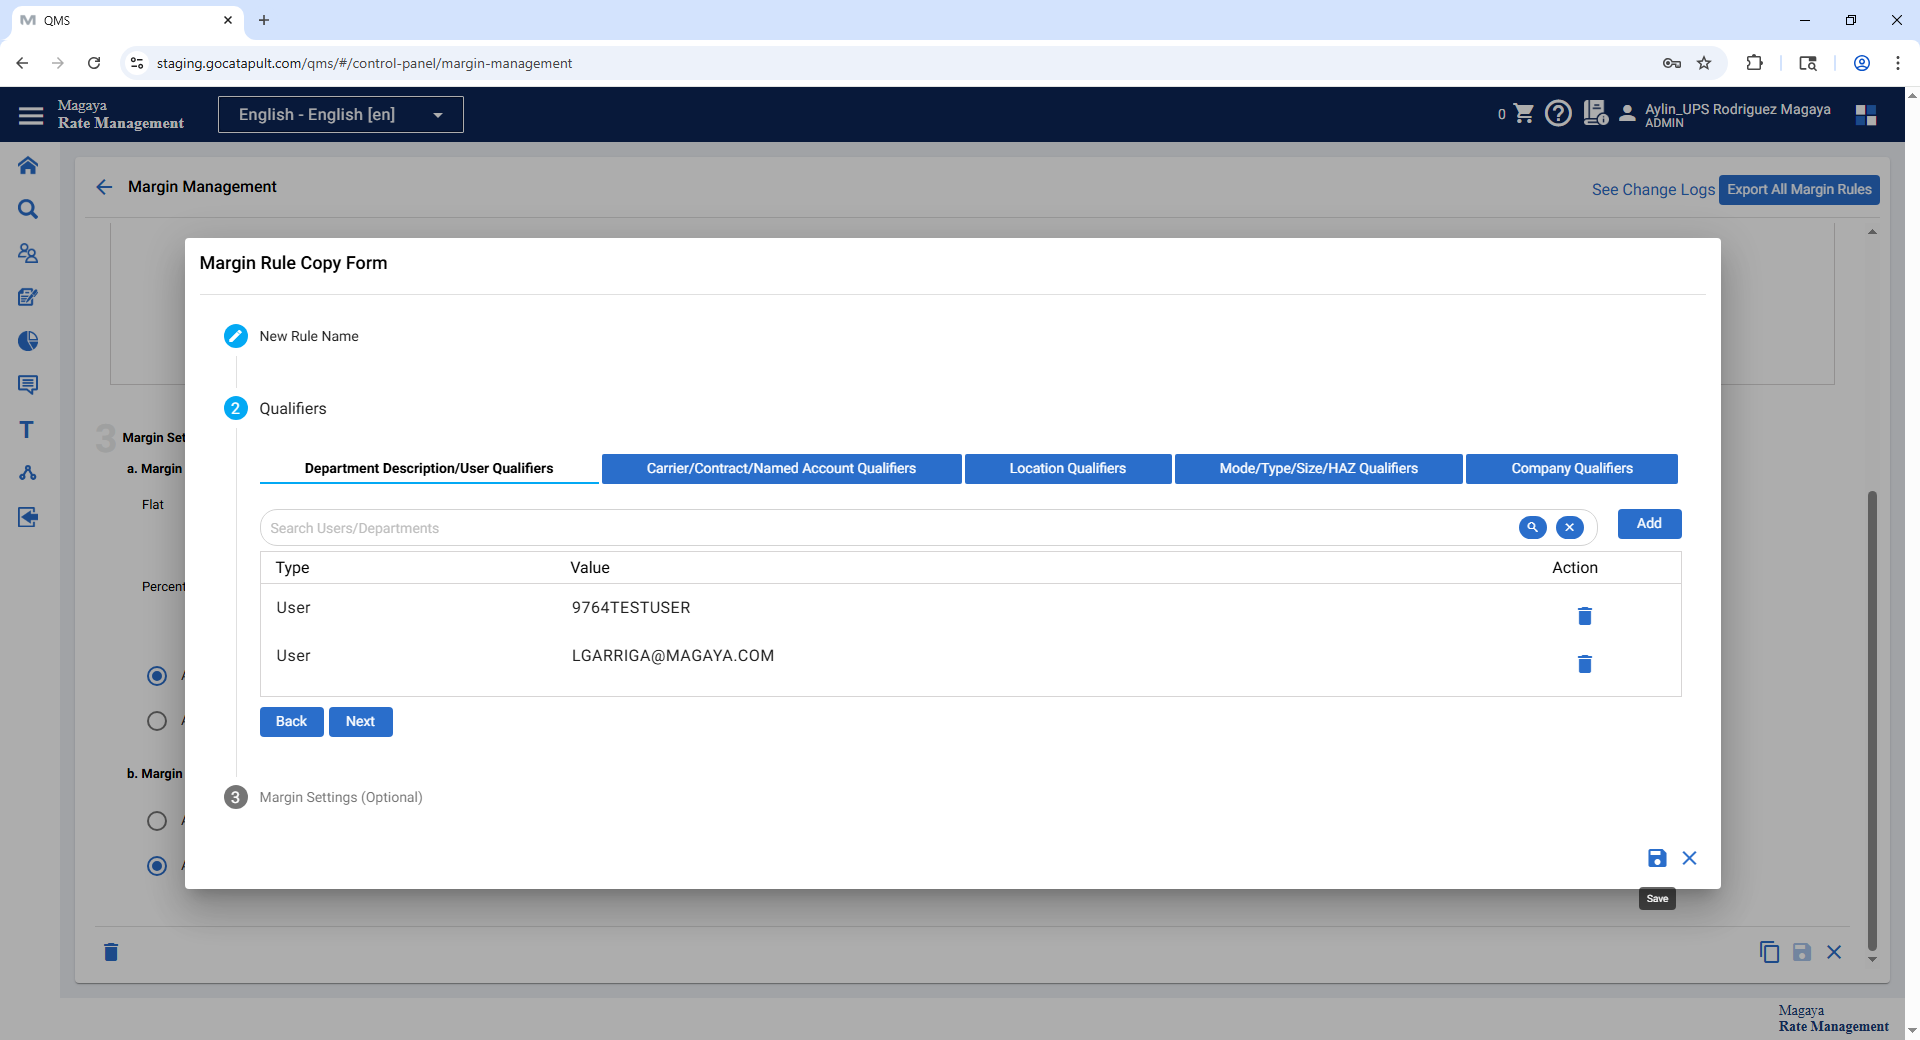 QMS
staging.gocatapult.com/qms/#/control-panel/margin-management
Magaya
Rate Management
English - English [en]
0
Aylin_UPS Rodriguez Magaya
ADMIN
Margin Management
See Change Logs
Export All Margin Rules
Margin Rule Copy Form
New Rule Name
2
Qualifiers
Department Description/User Qualifiers
Carrier/Contract/Named Account Qualifiers
Location Qualifiers
Mode/Type/Size/HAZ Qualifiers
Company Qualifiers
Search Users/Departments
Add
Type
Value
Action
User
9764TESTUSER
User
LGARRIGA@MAGAYA.COM
Back
Next
3
Margin Settings (Optional)
Save
3
Margin Set
a. Margin
Flat
Percent
b. Margin
Magaya
Rate Management